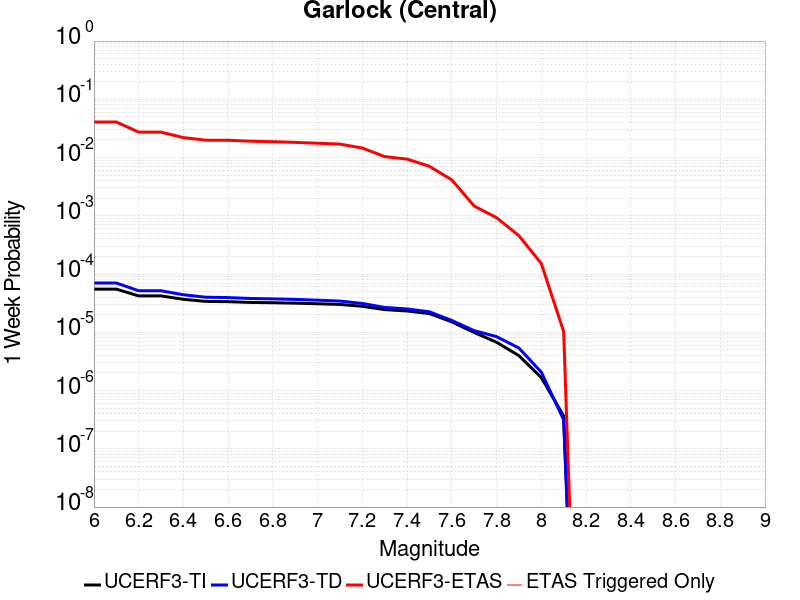 Garlock (Central)
1 Week Probability
10^0
10^-1
10^-2
10^-3
10^-4
10^-5
10^-6
10^-7
10^-8
6 6.2 6.4 6.6 6.8 7 7.2 7.4 7.6 7.8 8 8.2 8.4 8.6 8.8 9
Magnitude
UCERF3-TI UCERF3-TD UCERF3-ETAS ETAS Triggered Only